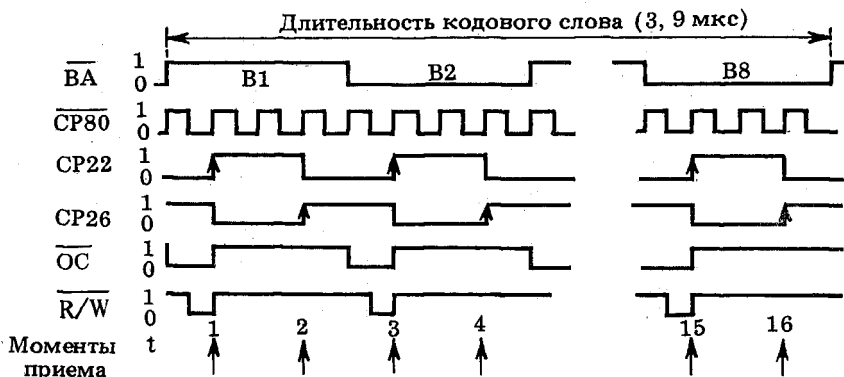 Длительность кодового слова (3, 9 мкс)
BA 1 0 B1 B2 B8
CP80 1 0
CP22 1 0
CP26 1 0
OC 1 0
R/W 1 0
1 2 3 4 15 16
Моменты приема t